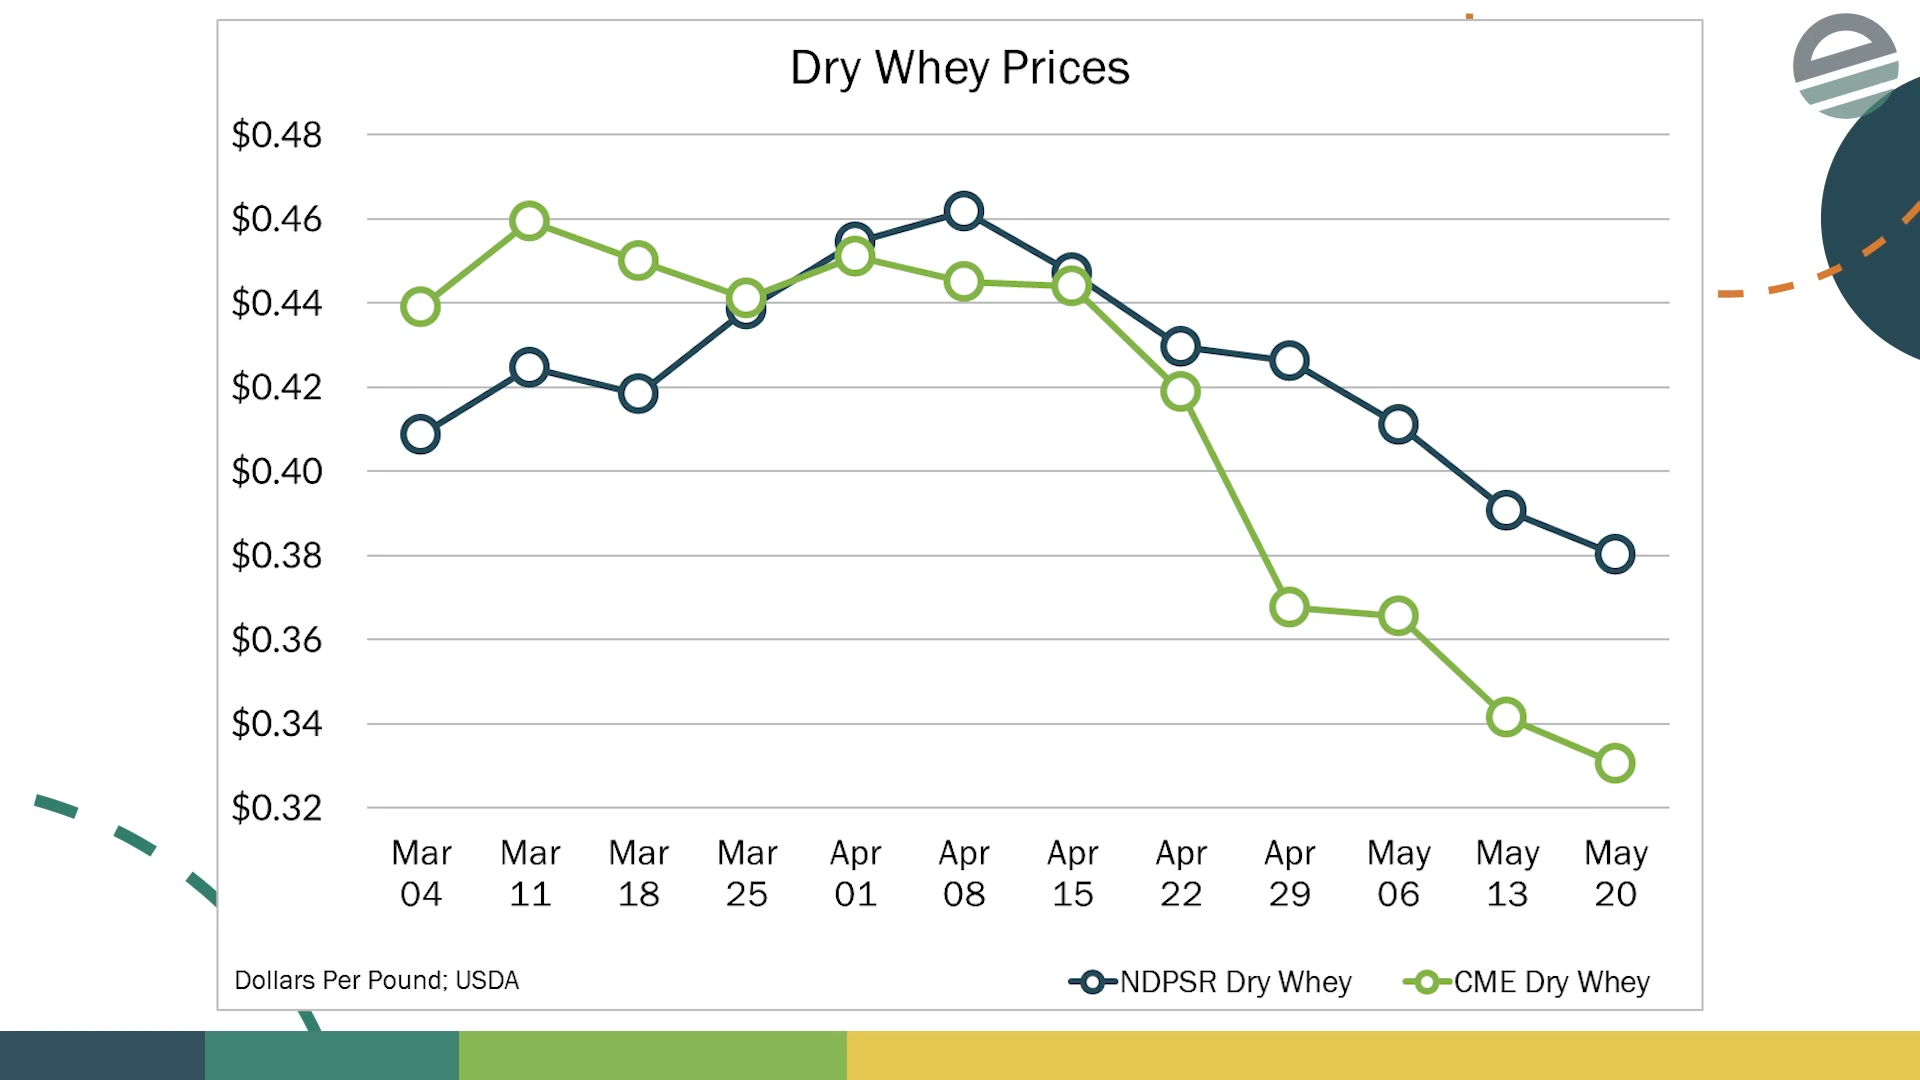 Dry Whey Prices
$0.48
$0.46
$0.44
$0.42
$0.40
$0.38
$0.36
$0.34
$0.32
Mar 04
Mar 11
Mar 18
Mar 25
Apr 01
Apr 08
Apr 15
Apr 22
Apr 29
May 06
May 13
May 20
Dollars Per Pound; USDA
NDPSR Dry Whey
CME Dry Whey